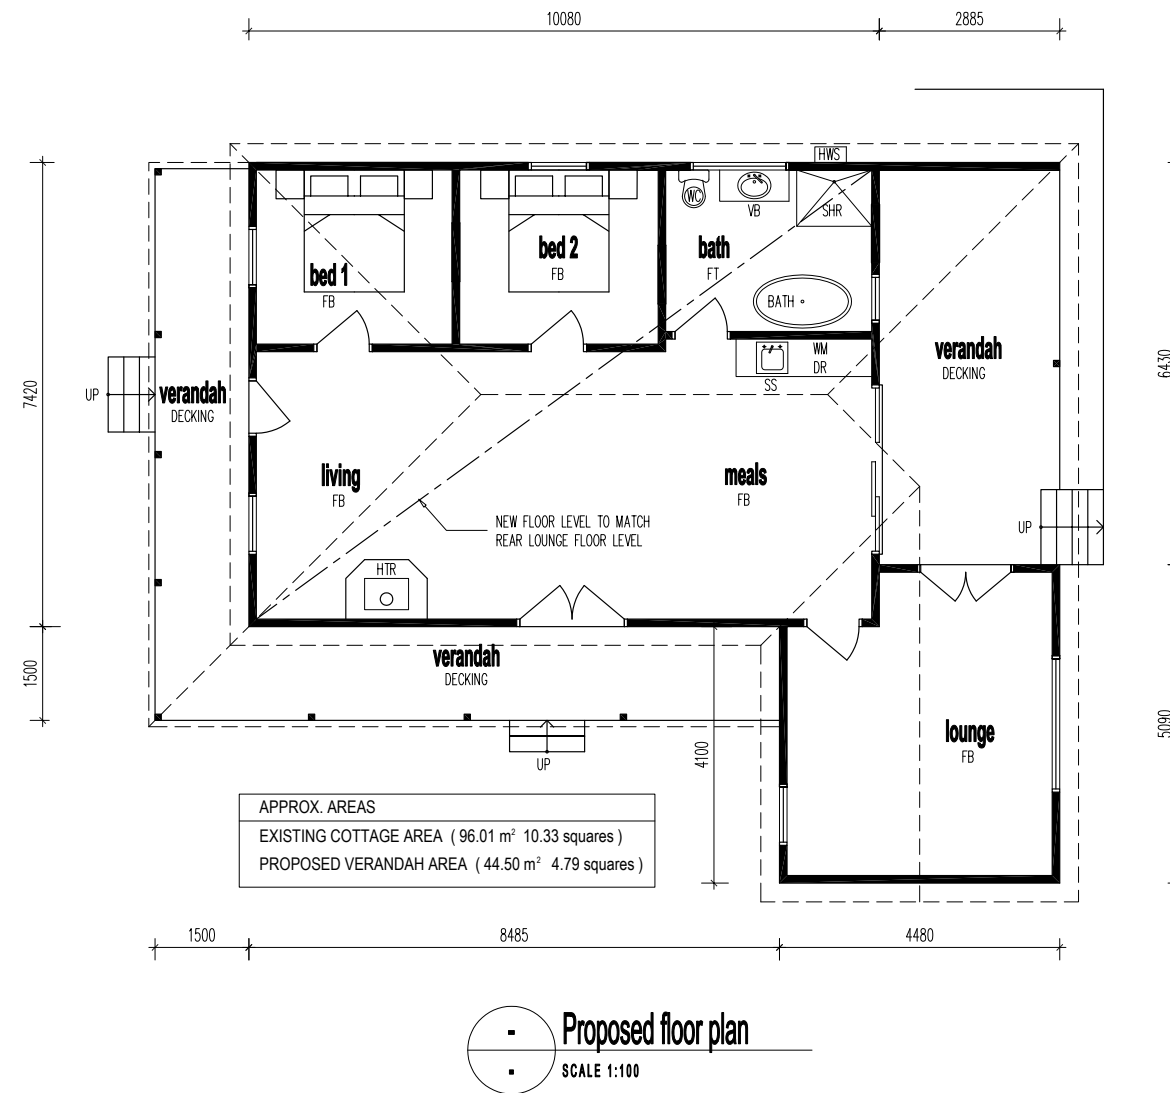 10080
2885
HWS
WC
VB
SHR
bed 1
FB
bed 2
FB
bath
FT
BATH
verandah
DECKING
6430
7420
UP
verandah
DECKING
WM
DR
SS
living
FB
meals
FB
NEW FLOOR LEVEL TO MATCH
REAR LOUNGE FLOOR LEVEL
UP
HTR
1500
verandah
DECKING
UP
4100
lounge
FB
5090
APPROX. AREAS
EXISTING COTTAGE AREA ( 96.01 m² 10.33 squares )
PROPOSED VERANDAH AREA ( 44.50 m² 4.79 squares )
1500
8485
4480
Proposed floor plan
SCALE 1:100